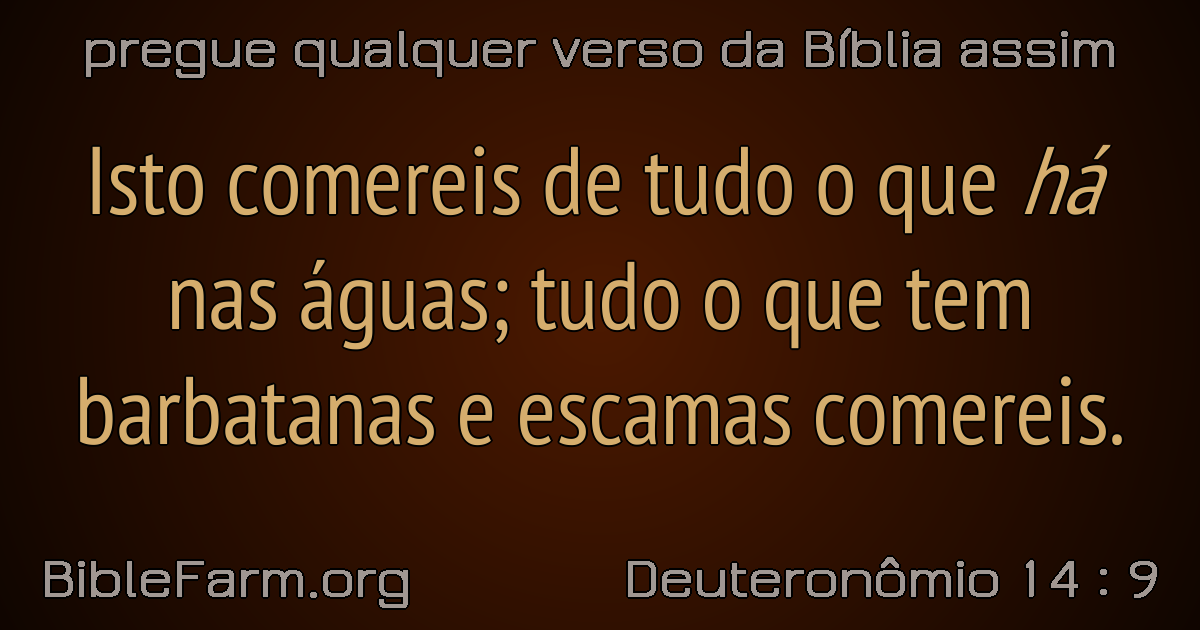 pregue qualquer verso da Bíblia assim
Isto comereis de tudo o que há
nas águas; tudo o que tem
barbatanas e escamas comereis.
BibleFarm.org
Deuteronômio 14 : 9